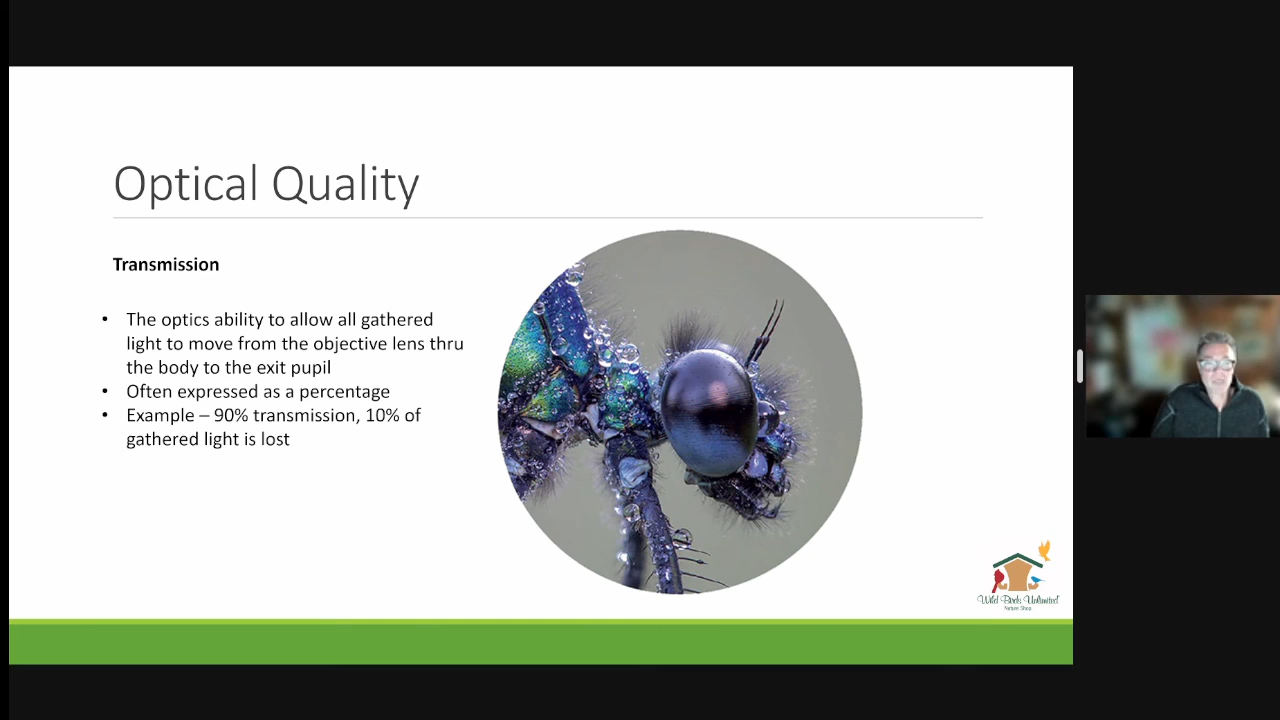 Optical Quality
Transmission
• The optics ability to allow all gathered
light to move from the objective lens thru
the body to the exit pupil
• Often expressed as a percentage
• Example – 90% transmission, 10% of
gathered light is lost
Wild Birds Unlimited
Nature Shop